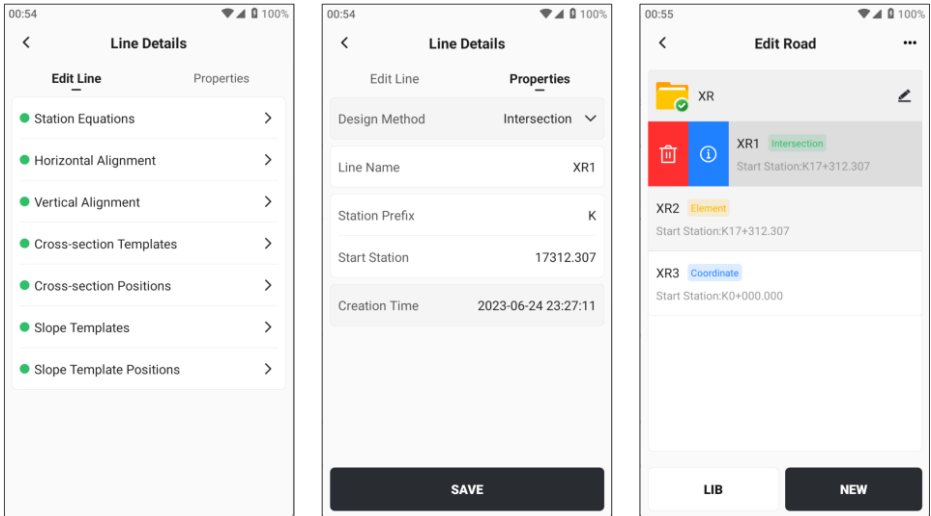 00:54
100%
Line Details
Edit Line
Properties
Station Equations
Horizontal Alignment
Vertical Alignment
Cross-section Templates
Cross-section Positions
Slope Templates
Slope Template Positions
00:54
100%
Line Details
Edit Line
Properties
Design Method
Intersection
Line Name
XR1
Station Prefix
K
Start Station
17312.307
Creation Time
2023-06-24 23:27:11
SAVE
00:55
100%
Edit Road
XR
XR1 Intersection
Start Station:K17+312.307
XR2 Element
Start Station:K17+312.307
XR3 Coordinate
Start Station:K0+000.000
LIB
NEW